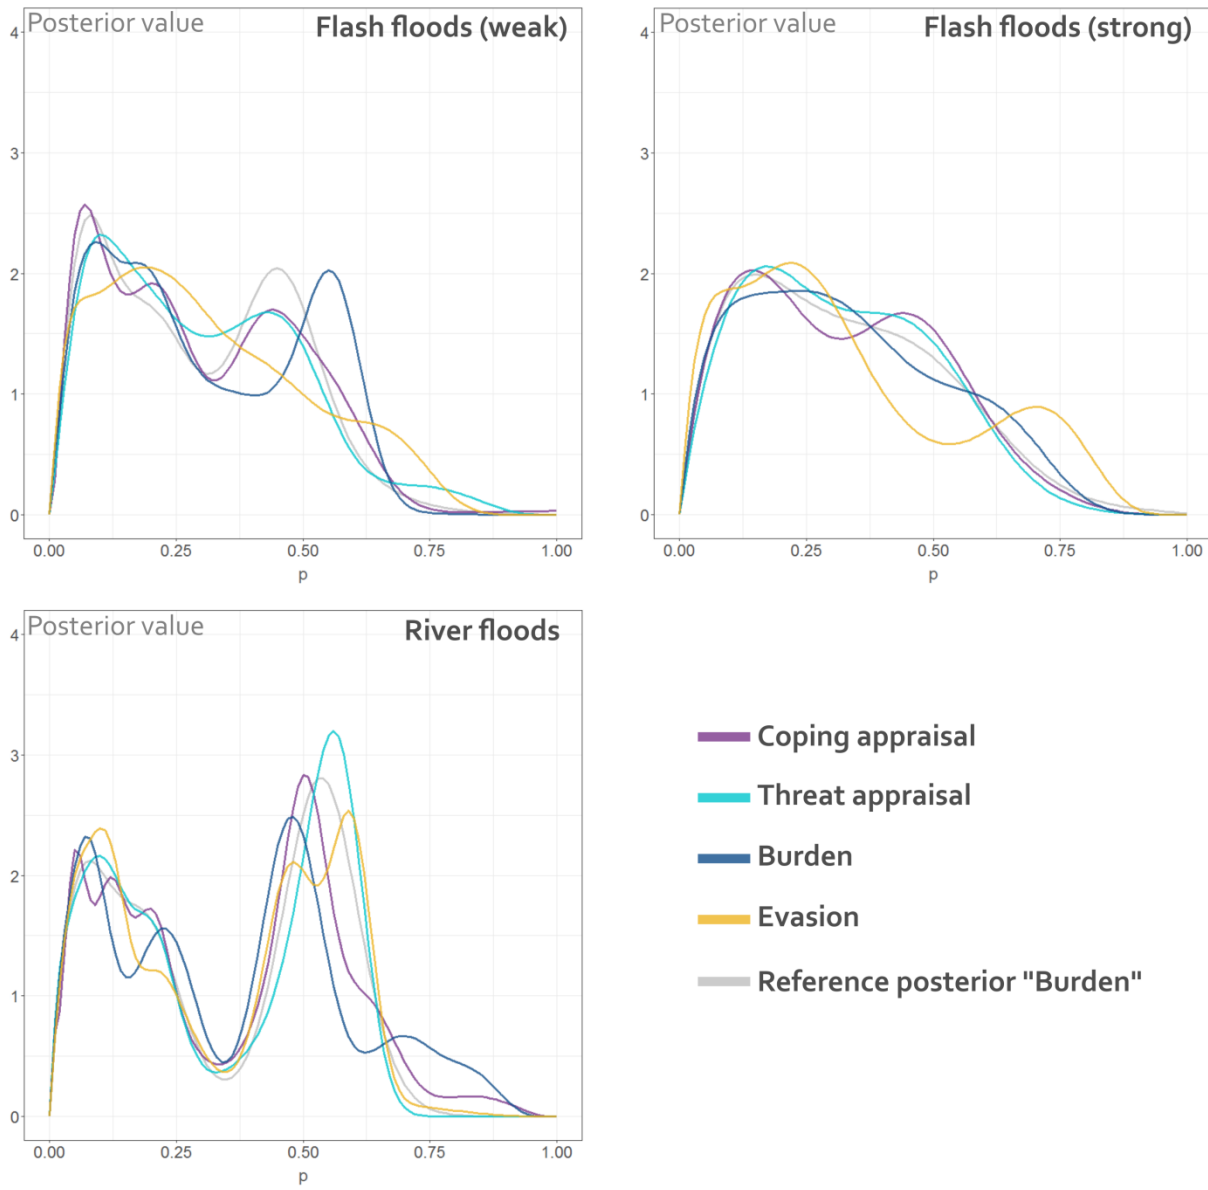 Posterior value
Flash floods (weak)
4
3
2
1
0
0.00 0.25 0.50 0.75 1.00
p
Posterior value
Flash floods (strong)
4
3
2
1
0
0.00 0.25 0.50 0.75 1.00
p
Posterior value
River floods
4
3
2
1
0
0.00 0.25 0.50 0.75 1.00
p
Coping appraisal
Threat appraisal
Burden
Evasion
Reference posterior "Burden"